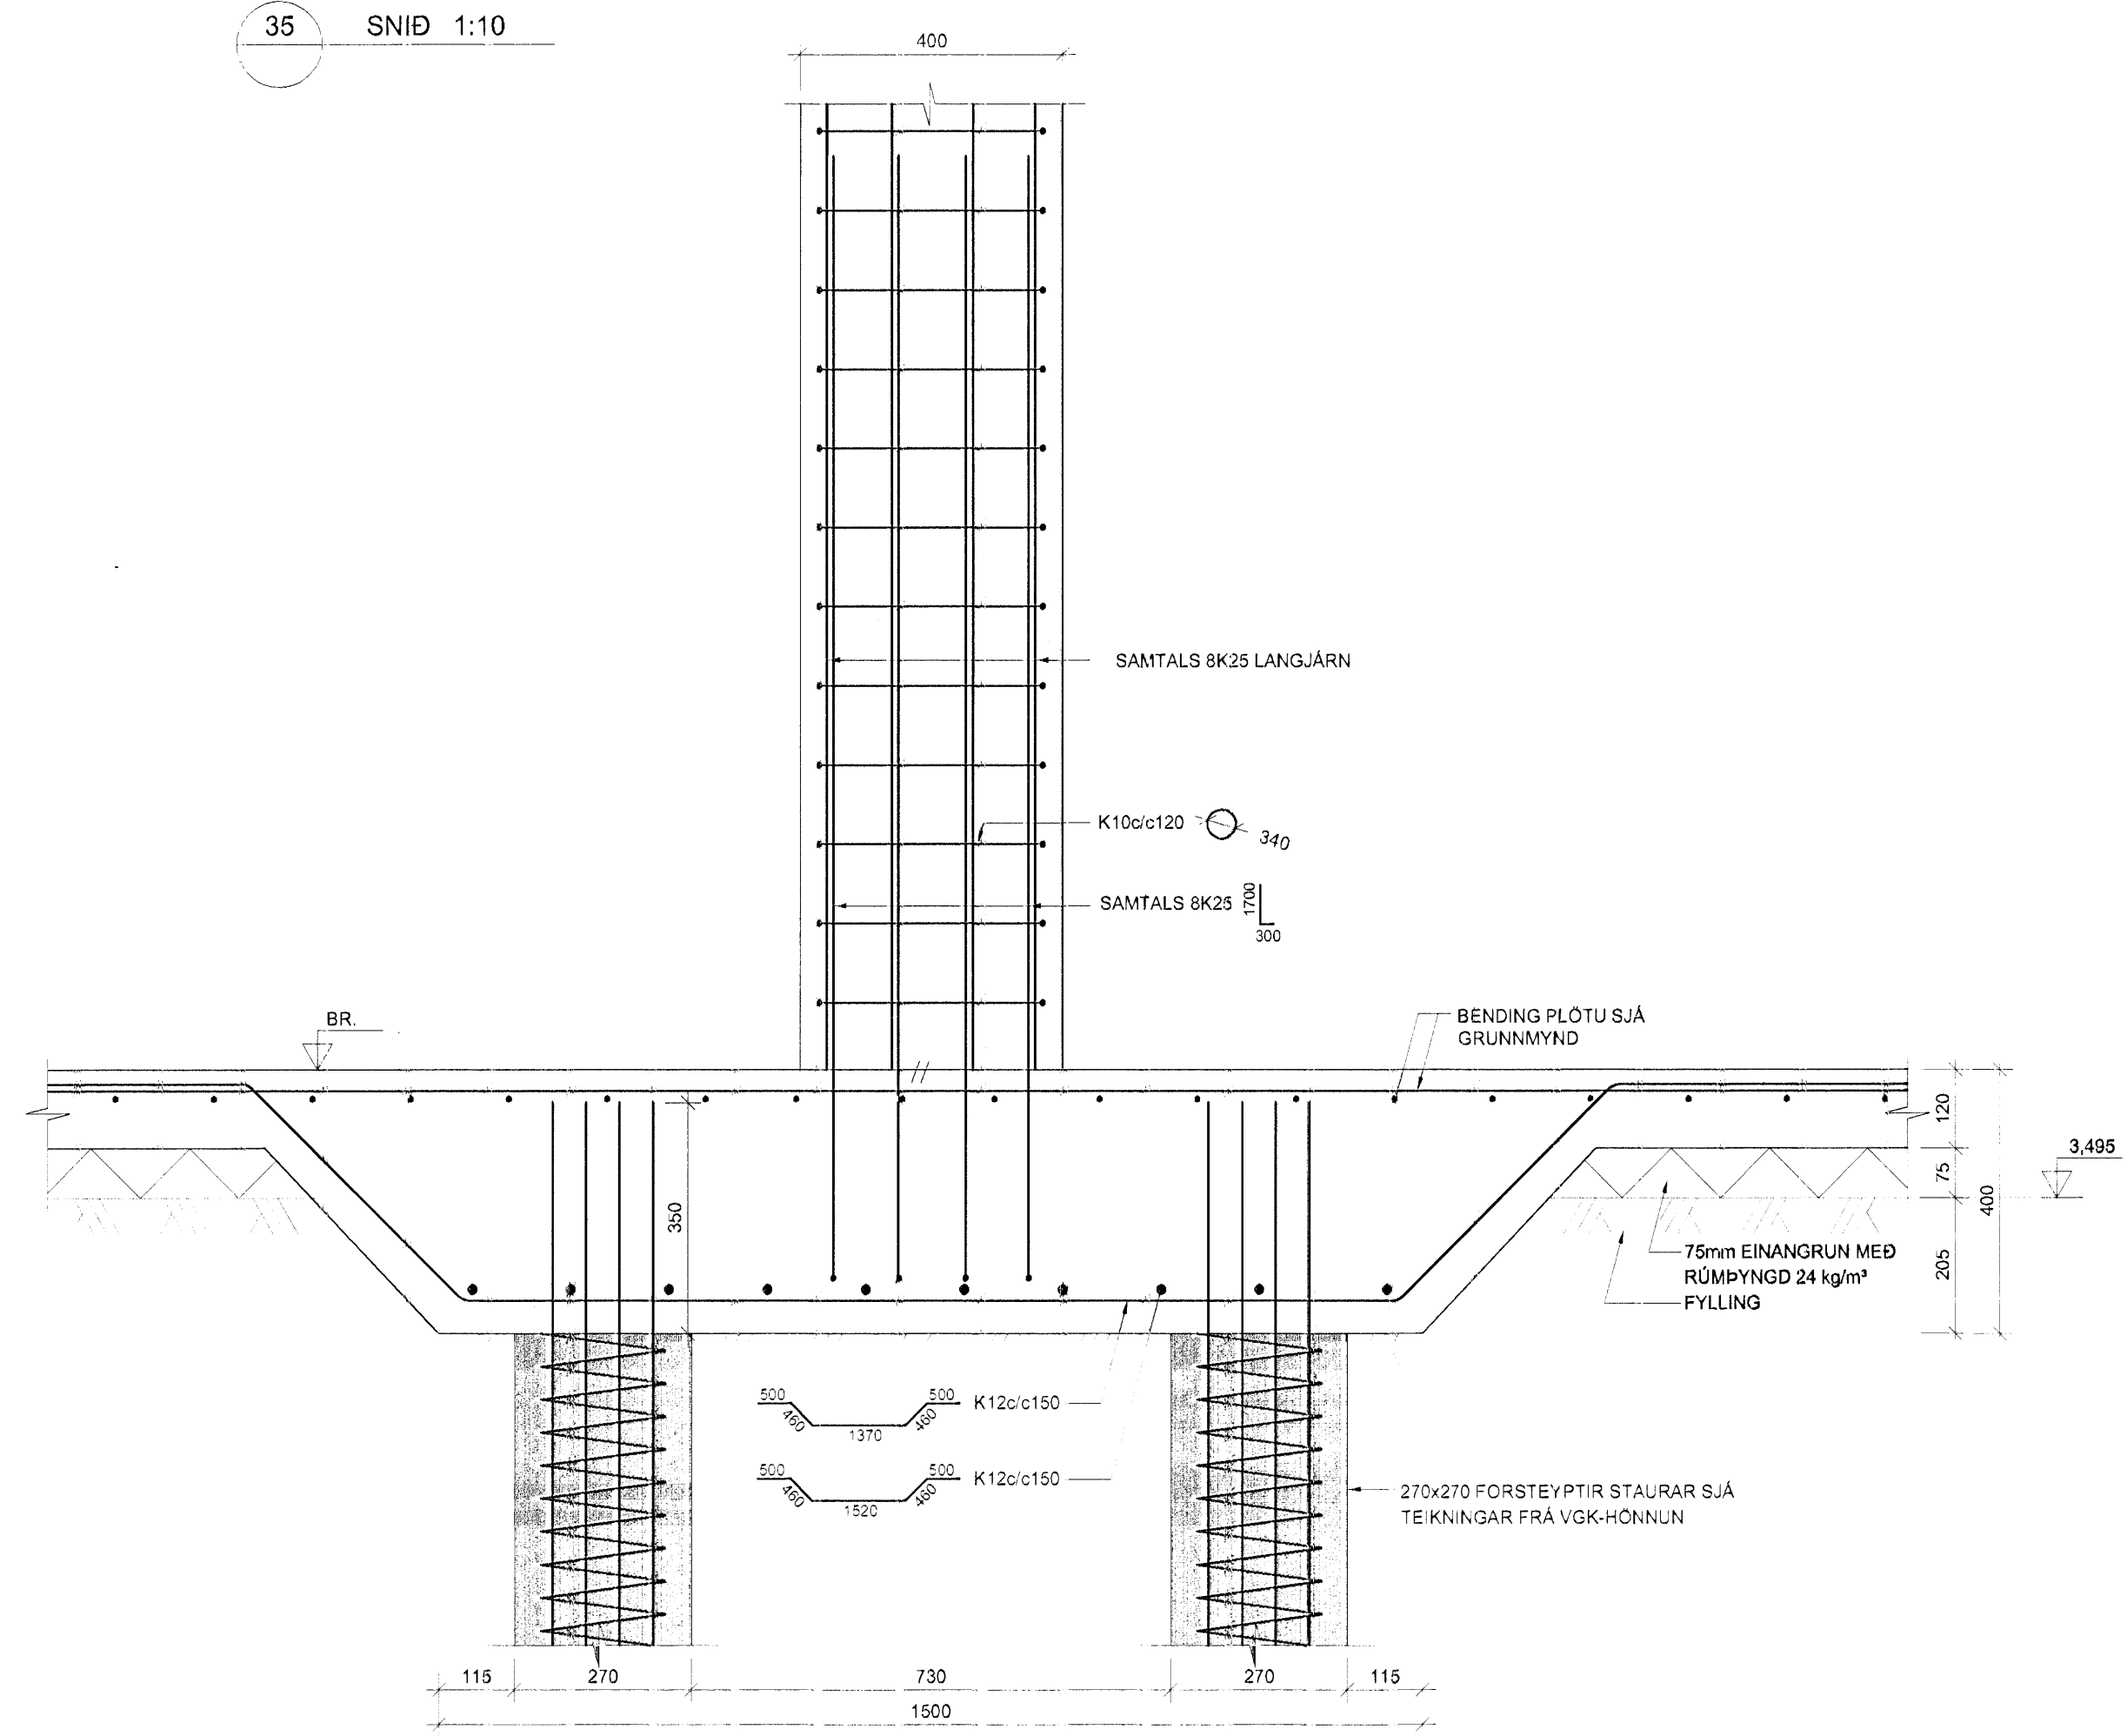 35 SNIÐ 1:10
400
SAMTALS 8K25 LANGJÁRN
K10c/c120
340
SAMTALS 8K25
1700
300
BR.
BENDING PLÖTU SJÁ
GRUNNMYND
120
75
205
400
3,495
350
75mm EINANGRUN MEÐ
RÚMÞYNGD 24 kg/m³
FYLLING
500 460 1370 460 500 K12c/c150
500 460 1520 460 500 K12c/c150
270x270 FORSTEYPTIR STAURAR SJÁ
TEIKNINGAR FRÁ VGK-HÖNNUN
115 270 730 270 115
1500